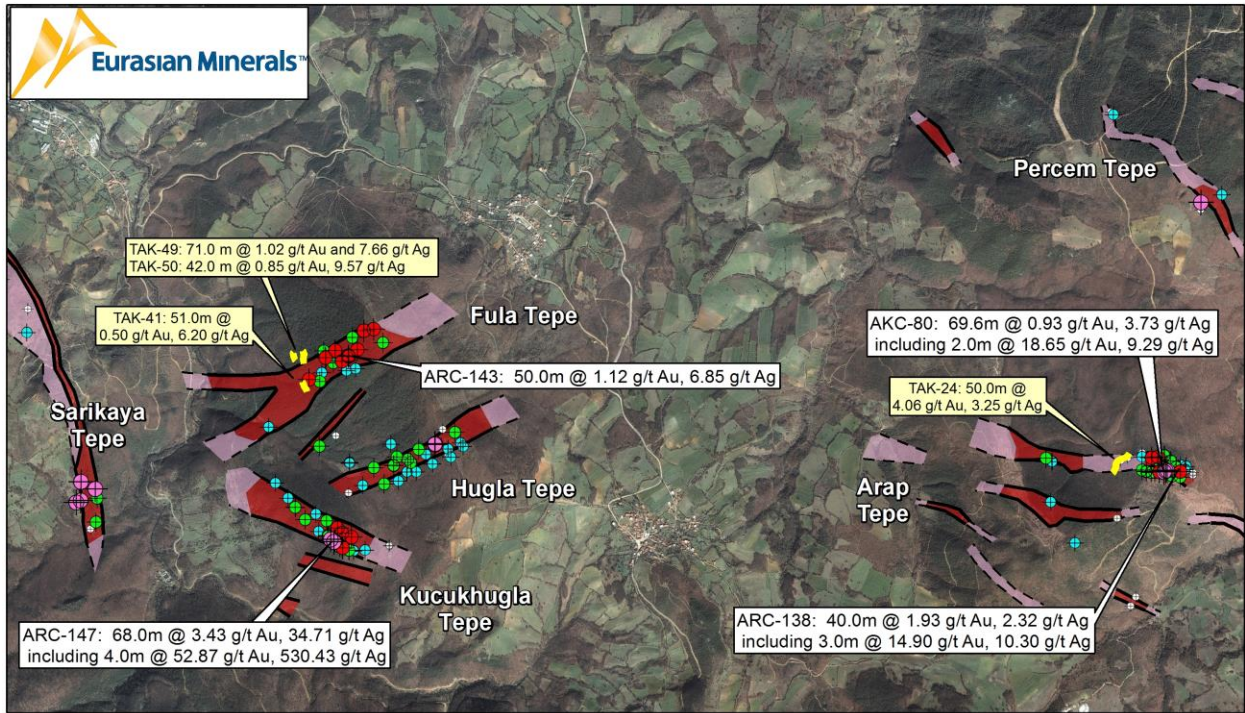 Eurasian Minerals™
Percem Tepe
TAK-49: 71.0 m @ 1.02 g/t Au and 7.66 g/t Ag
TAK-50: 42.0 m @ 0.85 g/t Au, 9.57 g/t Ag
TAK-41: 51.0m @
0.50 g/t Au, 6.20 g/t Ag
Fula Tepe
AKC-80: 69.6m @ 0.93 g/t Au, 3.73 g/t Ag
including 2.0m @ 18.65 g/t Au, 9.29 g/t Ag
ARC-143: 50.0m @ 1.12 g/t Au, 6.85 g/t Ag
TAK-24: 50.0m @
4.06 g/t Au, 3.25 g/t Ag
Sarikaya
Tepe
Hugla Tepe
Arap
Tepe
Kucukhugla
Tepe
ARC-147: 68.0m @ 3.43 g/t Au, 34.71 g/t Ag
including 4.0m @ 52.87 g/t Au, 530.43 g/t Ag
ARC-138: 40.0m @ 1.93 g/t Au, 2.32 g/t Ag
including 3.0m @ 14.90 g/t Au, 10.30 g/t Ag